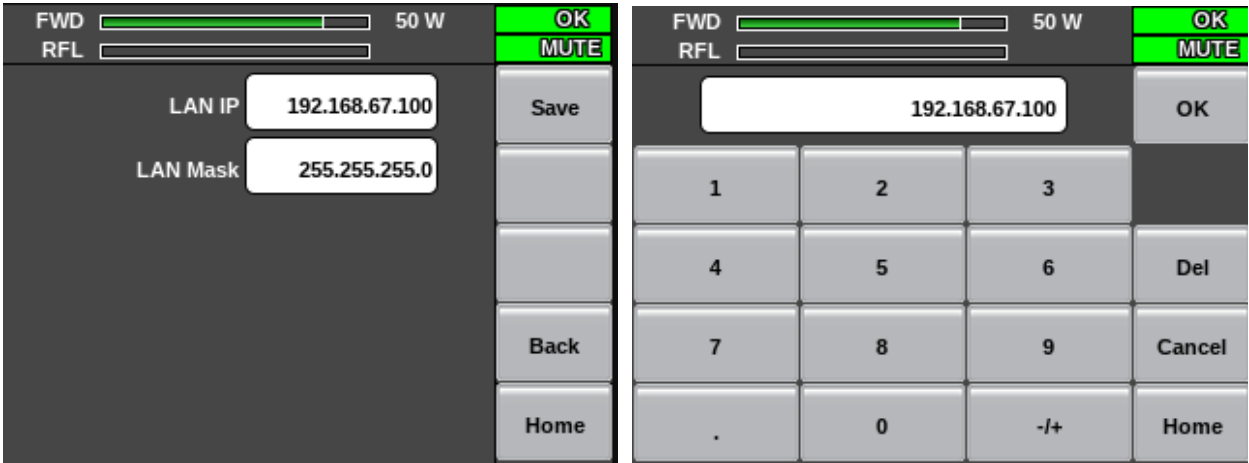 FWD 50 W OK
RFL MUTE
LAN IP 192.168.67.100 Save
LAN Mask 255.255.255.0
Back
Home
FWD 50 W OK
RFL MUTE
192.168.67.100 OK
1 2 3
4 5 6 Del
7 8 9 Cancel
. 0 -/+ Home